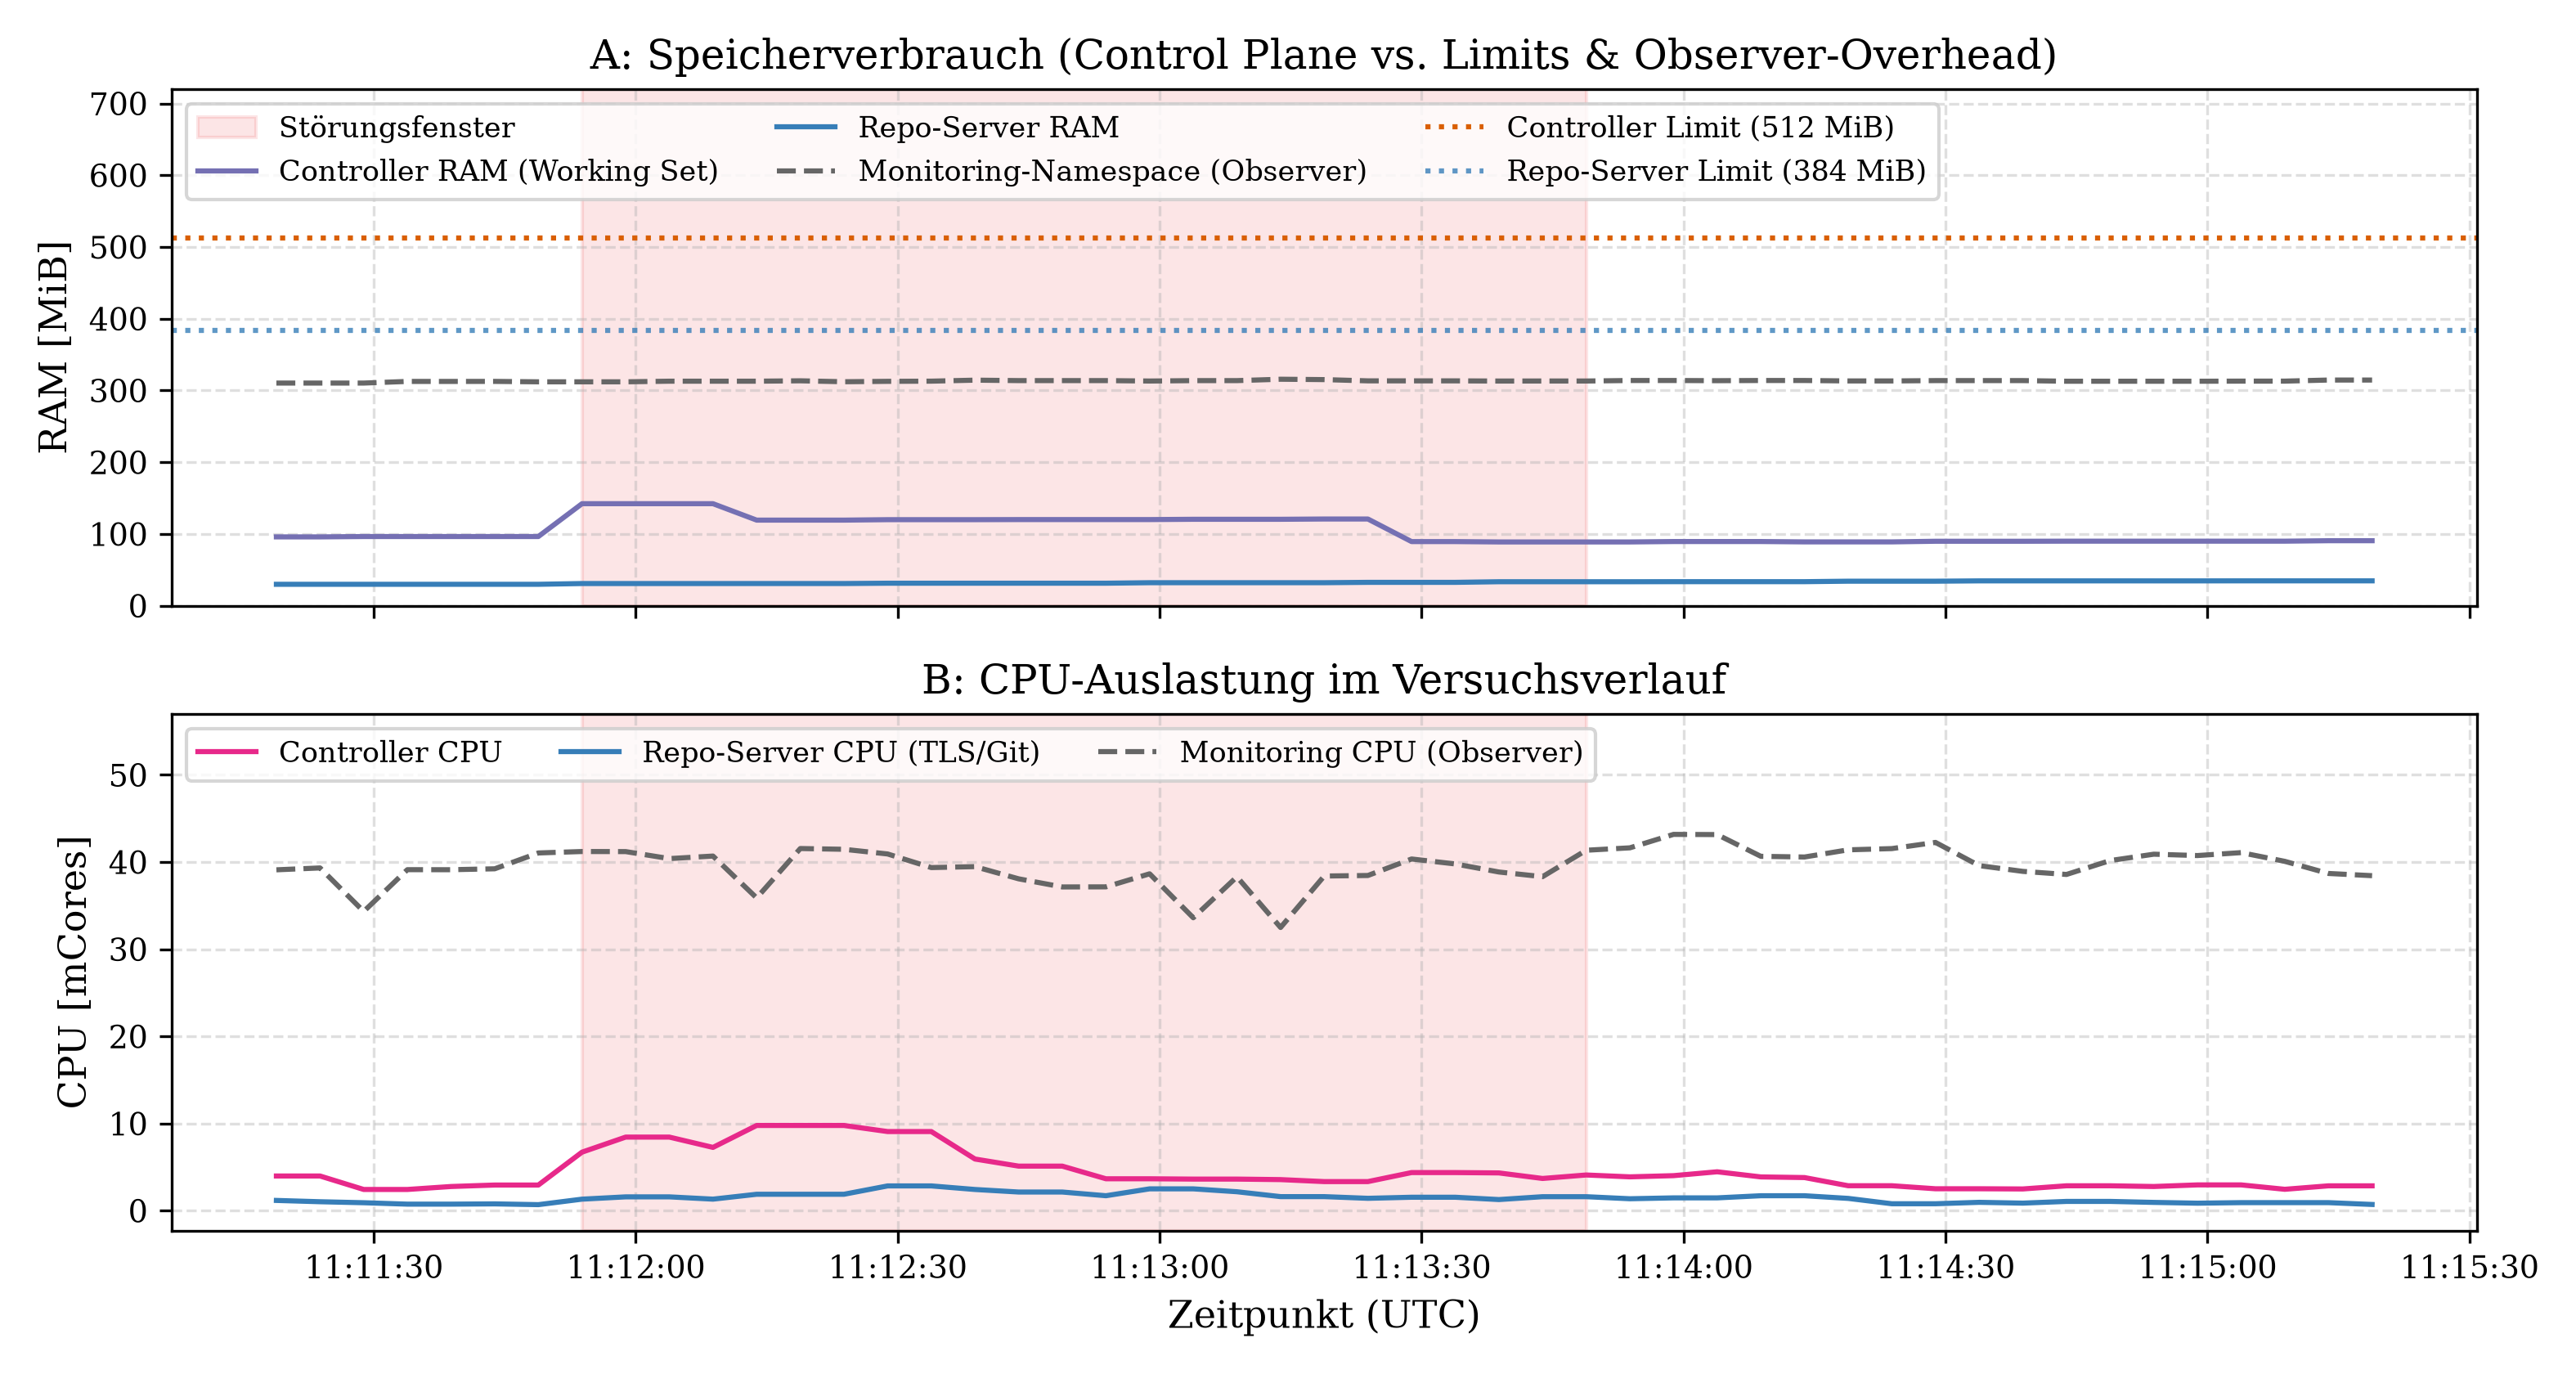 A: Speicherverbrauch (Control Plane vs. Limits & Observer-Overhead)
700
600
500
400
300
200
100
0
RAM [MiB]
Störungsfenster
Controller RAM (Working Set)
Repo-Server RAM
Monitoring-Namespace (Observer)
Controller Limit (512 MiB)
Repo-Server Limit (384 MiB)
B: CPU-Auslastung im Versuchsverlauf
Controller CPU
Repo-Server CPU (TLS/Git)
Monitoring CPU (Observer)
50
40
30
20
10
0
CPU [mCores]
11:11:30
11:12:00
11:12:30
11:13:00
11:13:30
11:14:00
11:14:30
11:15:00
11:15:30
Zeitpunkt (UTC)